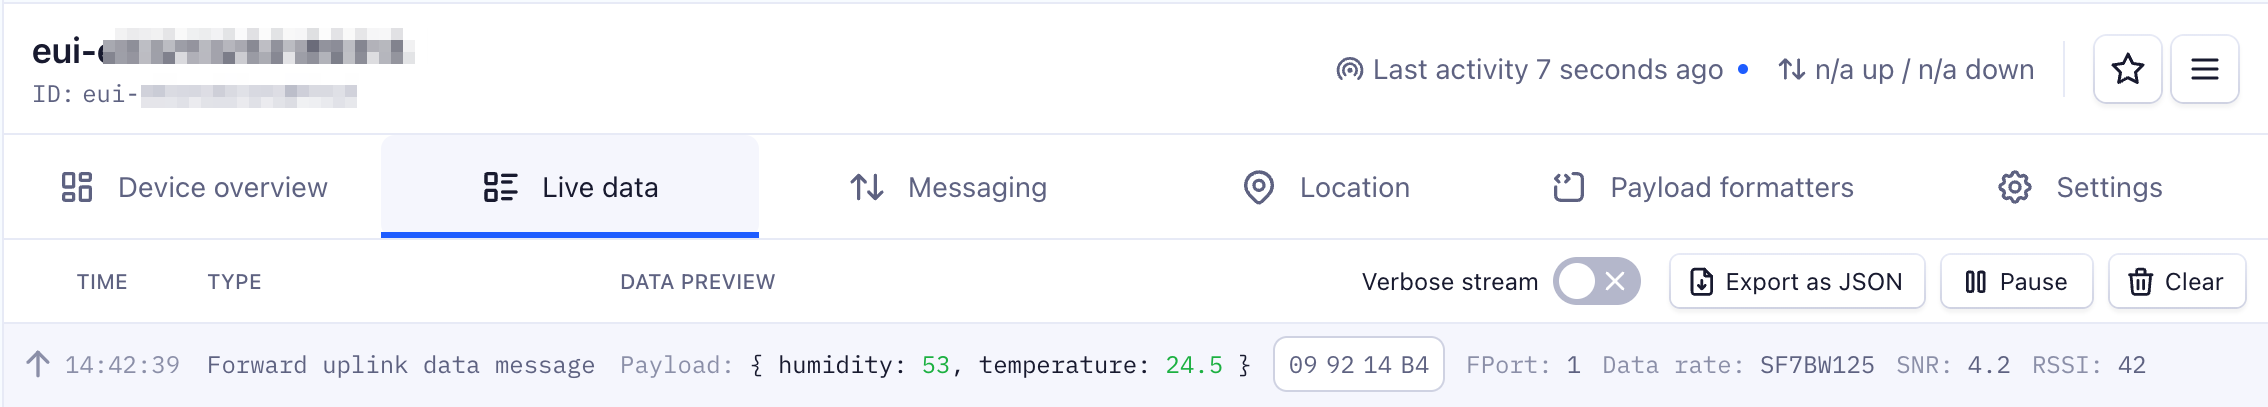 eui-
Last activity 7 seconds ago • n/a up / n/a down
ID: eui-
Device overview Live data Messaging Location Payload formatters Settings
TIME TYPE DATA PREVIEW Verbose stream Export as JSON Pause Clear
14:42:39 Forward uplink data message Payload: { humidity: 53, temperature: 24.5 } 09 92 14 B4 FPort: 1 Data rate: SF7BW125 SNR: 4.2 RSSI: 42